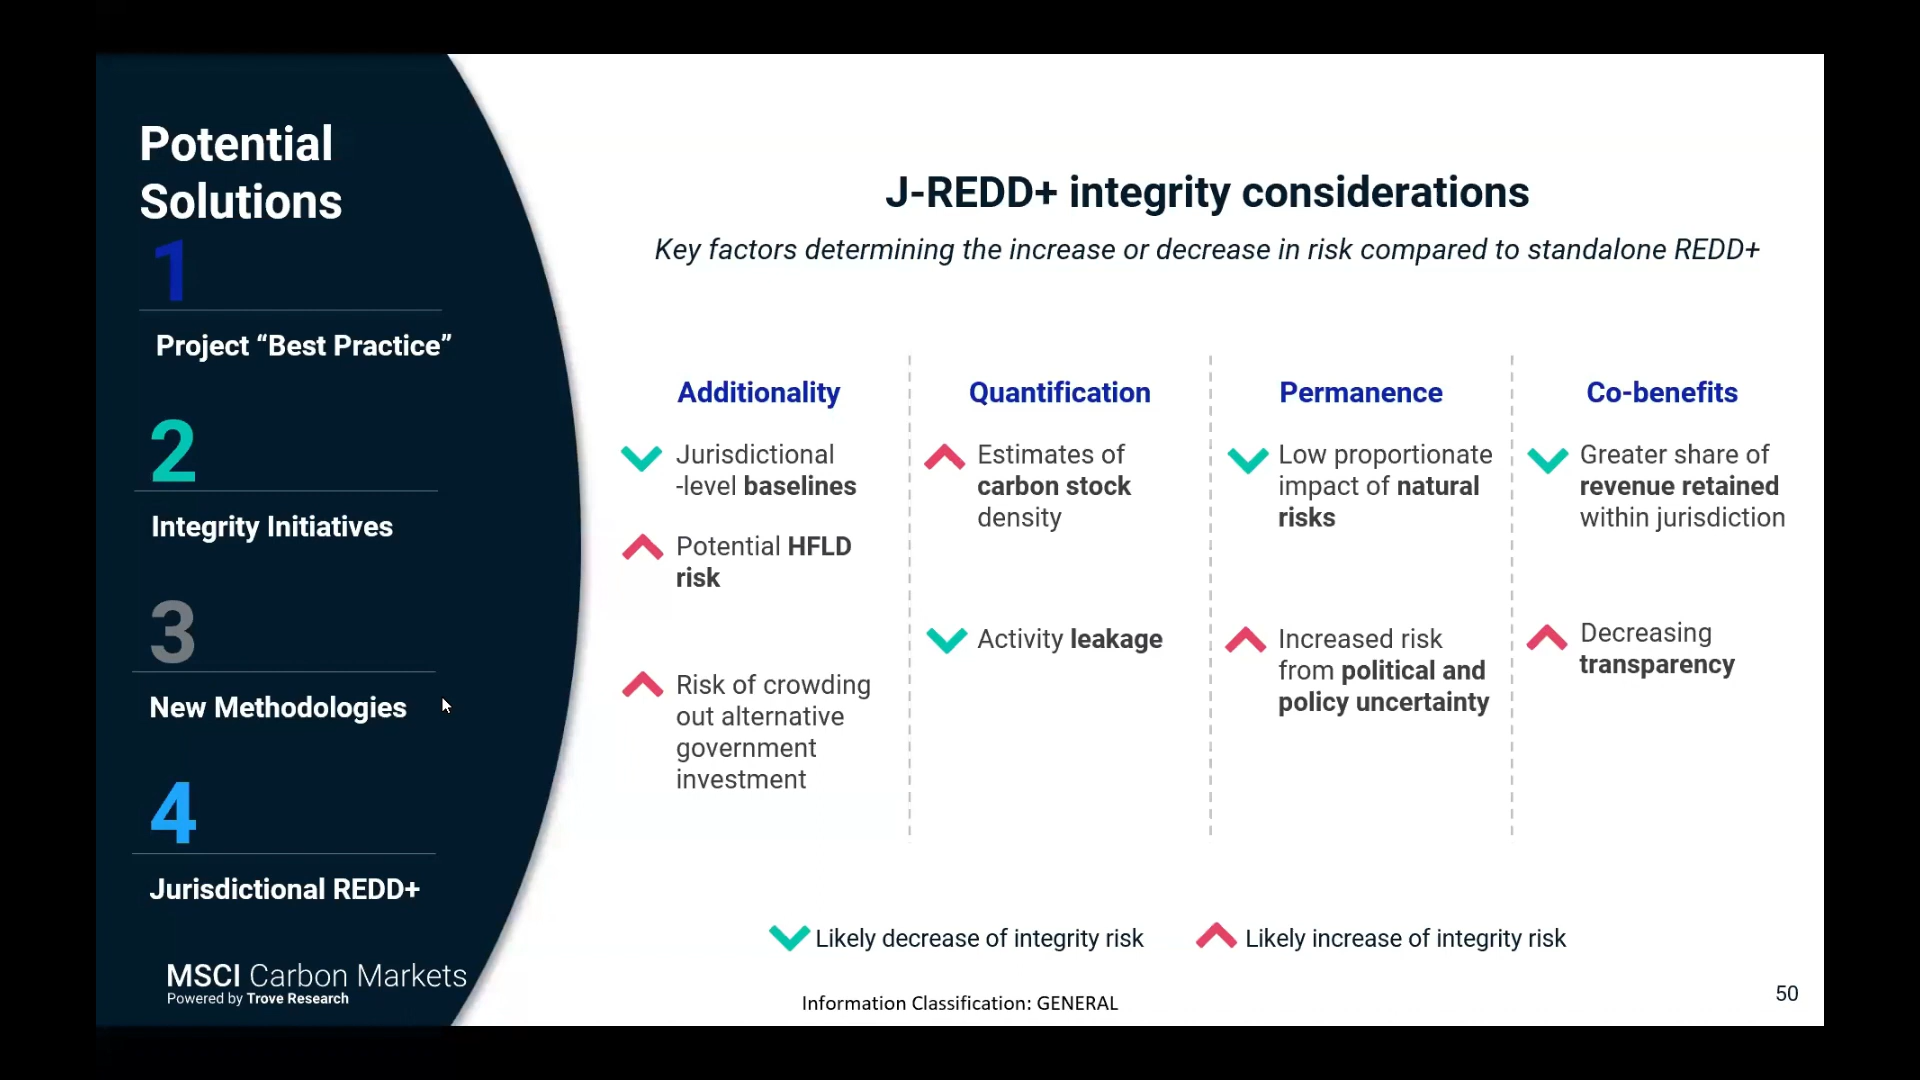 Potential
Solutions
1
Project “Best Practice”
2
Integrity Initiatives
3
New Methodologies
4
Jurisdictional REDD+
MSCI Carbon Markets
Powered by Trove Research
J-REDD+ integrity considerations
Key factors determining the increase or decrease in risk compared to standalone REDD+
Additionality
Jurisdictional
-level baselines
Potential HFLD
risk
Risk of crowding
out alternative
government
investment
Quantification
Estimates of
carbon stock
density
Activity leakage
Permanence
Low proportionate
impact of natural
risks
Increased risk
from political and
policy uncertainty
Co-benefits
Greater share of
revenue retained
within jurisdiction
Decreasing
transparency
Likely decrease of integrity risk
Likely increase of integrity risk
Information Classification: GENERAL
50